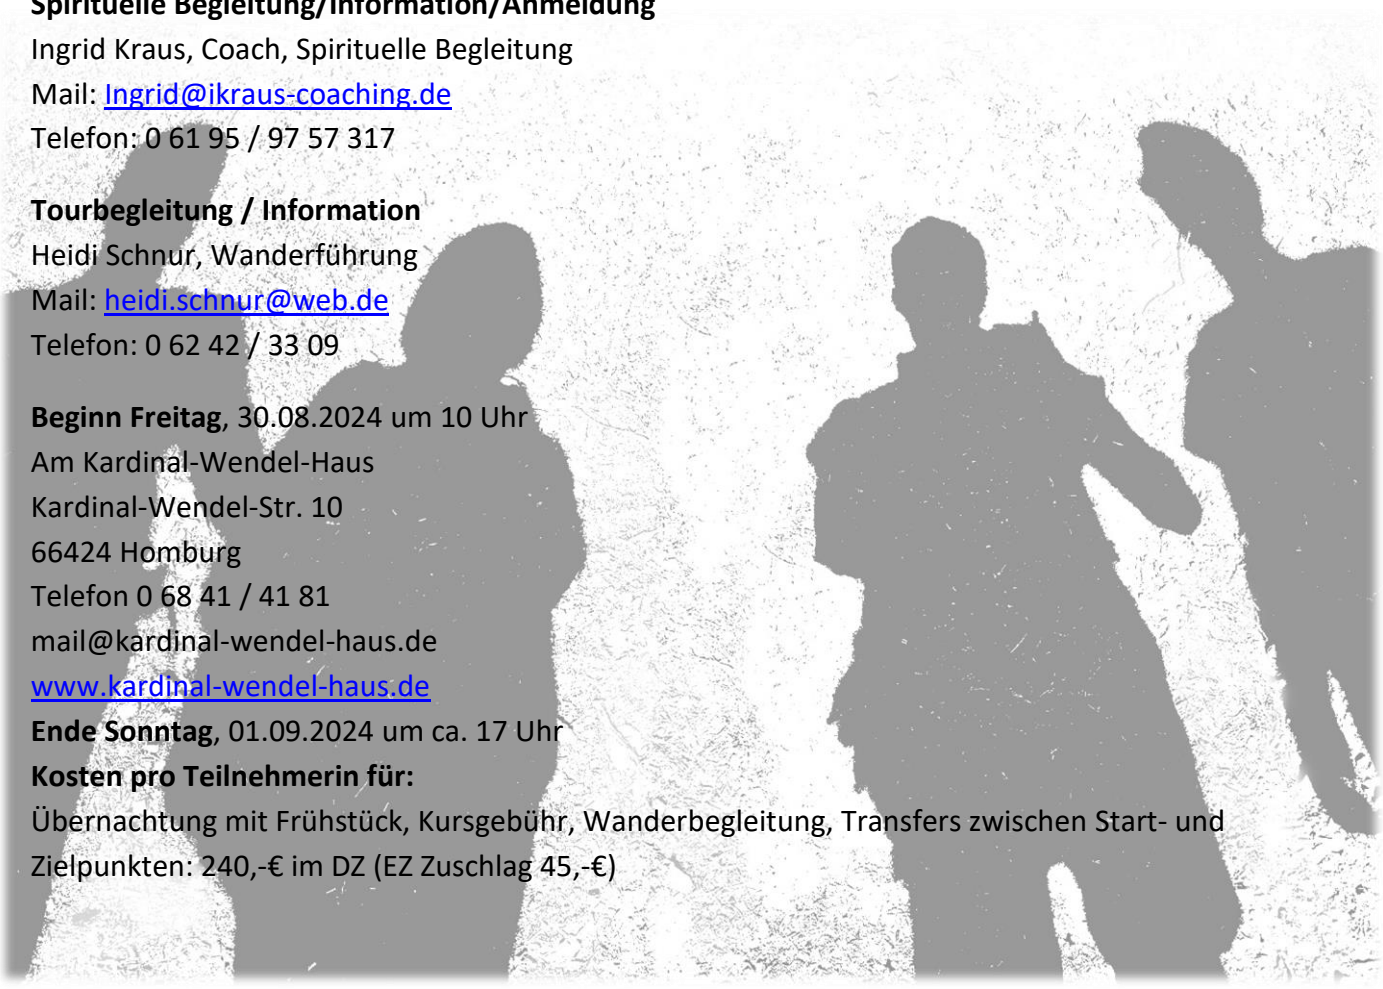 Spirituelle Begleitung/Information/Anmeldung
Ingrid Kraus, Coach, Spirituelle Begleitung
Mail: Ingrid@ikraus-coaching.de
Telefon: 0 61 95 / 97 57 317
Tourbegleitung / Information
Heidi Schnur, Wanderführung
Mail: heidi.schnur@web.de
Telefon: 0 62 42 / 33 09
Beginn Freitag, 30.08.2024 um 10 Uhr
Am Kardinal-Wendel-Haus
Kardinal-Wendel-Str. 10
66424 Homburg
Telefon 0 68 41 / 41 81
mail@kardinal-wendel-haus.de
www.kardinal-wendel-haus.de
Ende Sonntag, 01.09.2024 um ca. 17 Uhr
Kosten pro Teilnehmerin für:
Übernachtung mit Frühstück, Kursgebühr, Wanderbegleitung, Transfers zwischen Start- und
Zielpunkten: 240,-€ im DZ (EZ Zuschlag 45,-€)